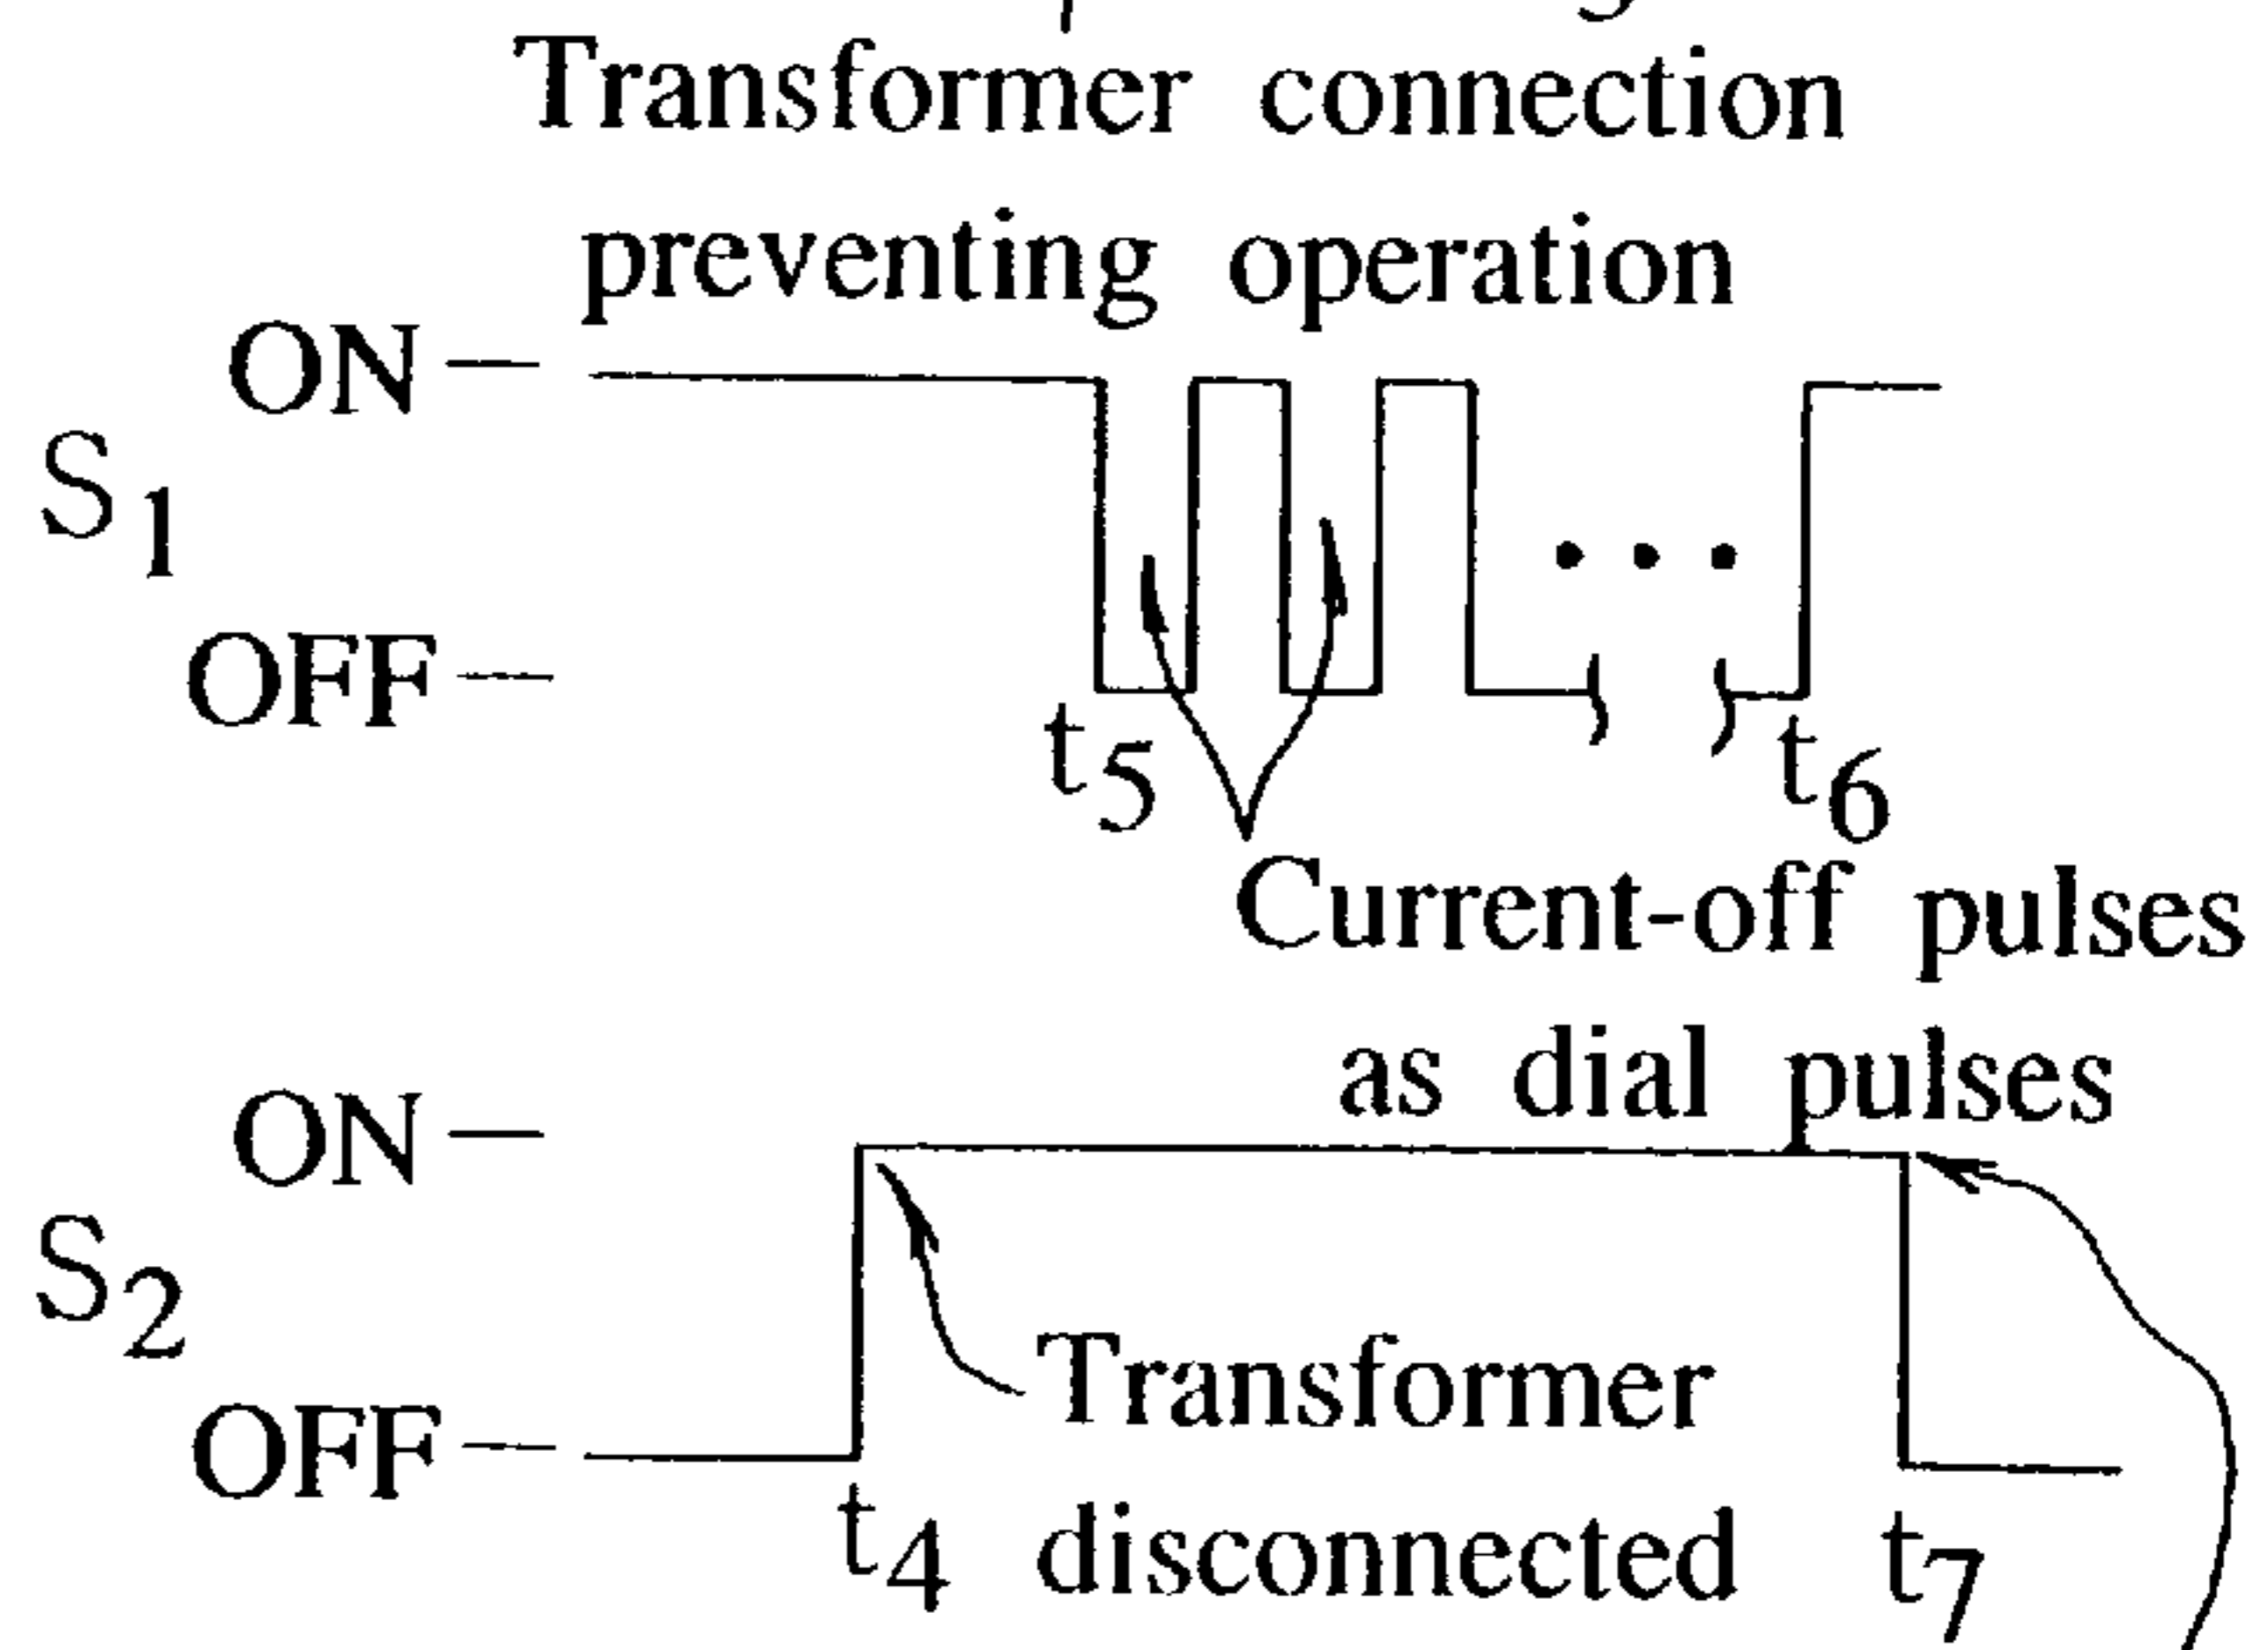 Transformer connection
preventing operation
ON
S1
OFF
t5
t6
Current-off pulses
as dial pulses
ON
S2
OFF
Transformer
t4 disconnected t7